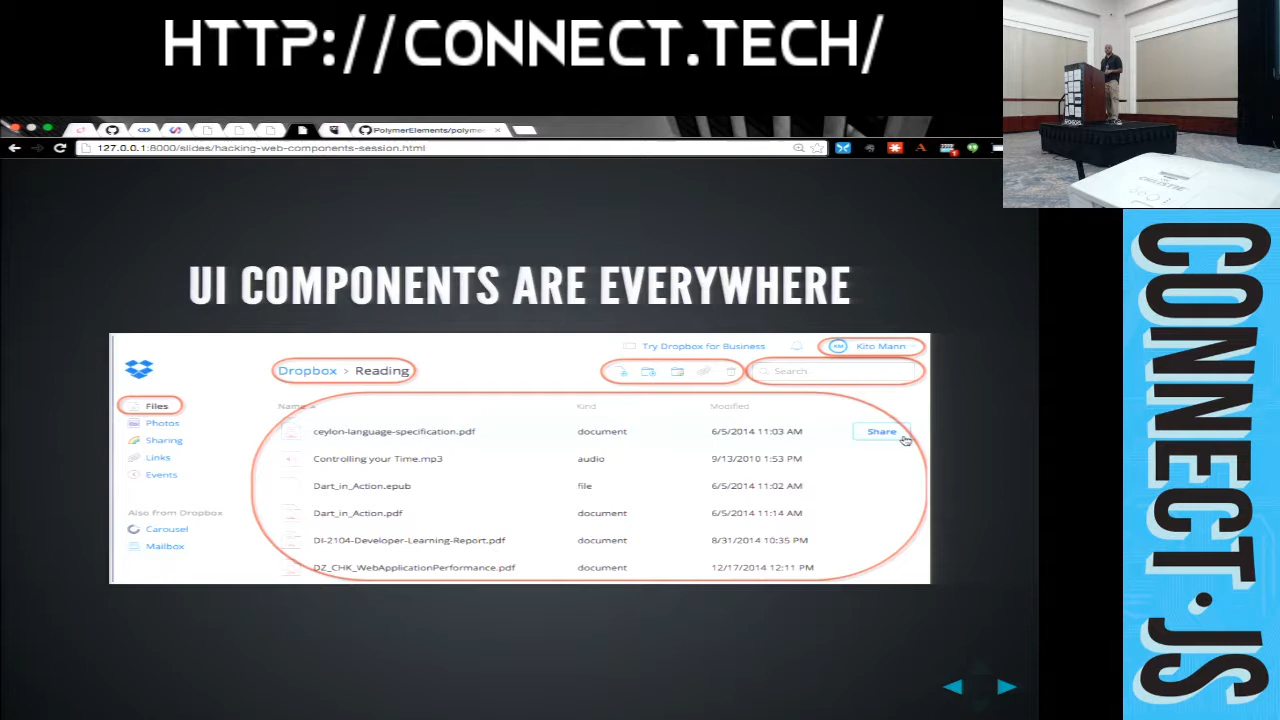 HTTP://CONNECT.TECH/
PolymerElements/polyme
127.0.0.1:8000/slides/hacking-web-components-session.html
UI COMPONENTS ARE EVERYWHERE
Try Dropbox for Business
KM Kito Mann
Dropbox › Reading
Search
Files
Photos
Sharing
Links
Events
Also from Dropbox
Carousel
Mailbox
Name Kind Modified
ceylon-language-specification.pdf document 6/5/2014 11:03 AM Share
Controlling your Time.mp3 audio 9/13/2010 1:53 PM
Dart_in_Action.epub file 6/5/2014 11:02 AM
Dart_in_Action.pdf document 6/5/2014 11:14 AM
DI-2104-Developer-Learning-Report.pdf document 8/31/2014 10:35 PM
DZ_CHK_WebApplicationPerformance.pdf document 12/17/2014 12:11 PM
CHRISTIE
CONNECT.JS